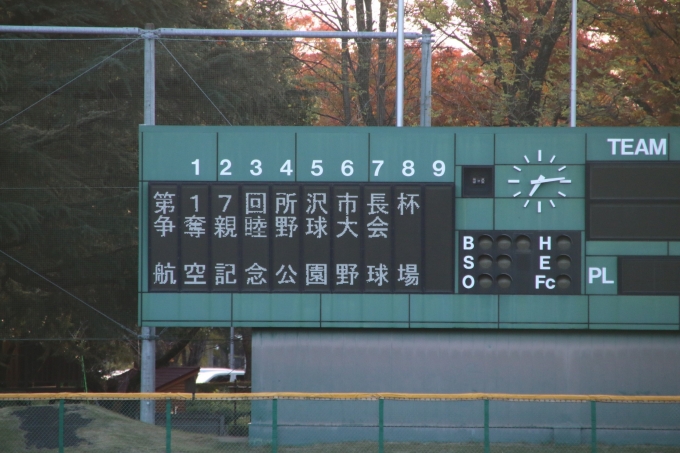 TEAM
1 2 3 4 5 6 7 8 9
第17回所沢市長杯
争奪親睦野球大会
航空記念公園野球場
B H
S E
O Fc
PL